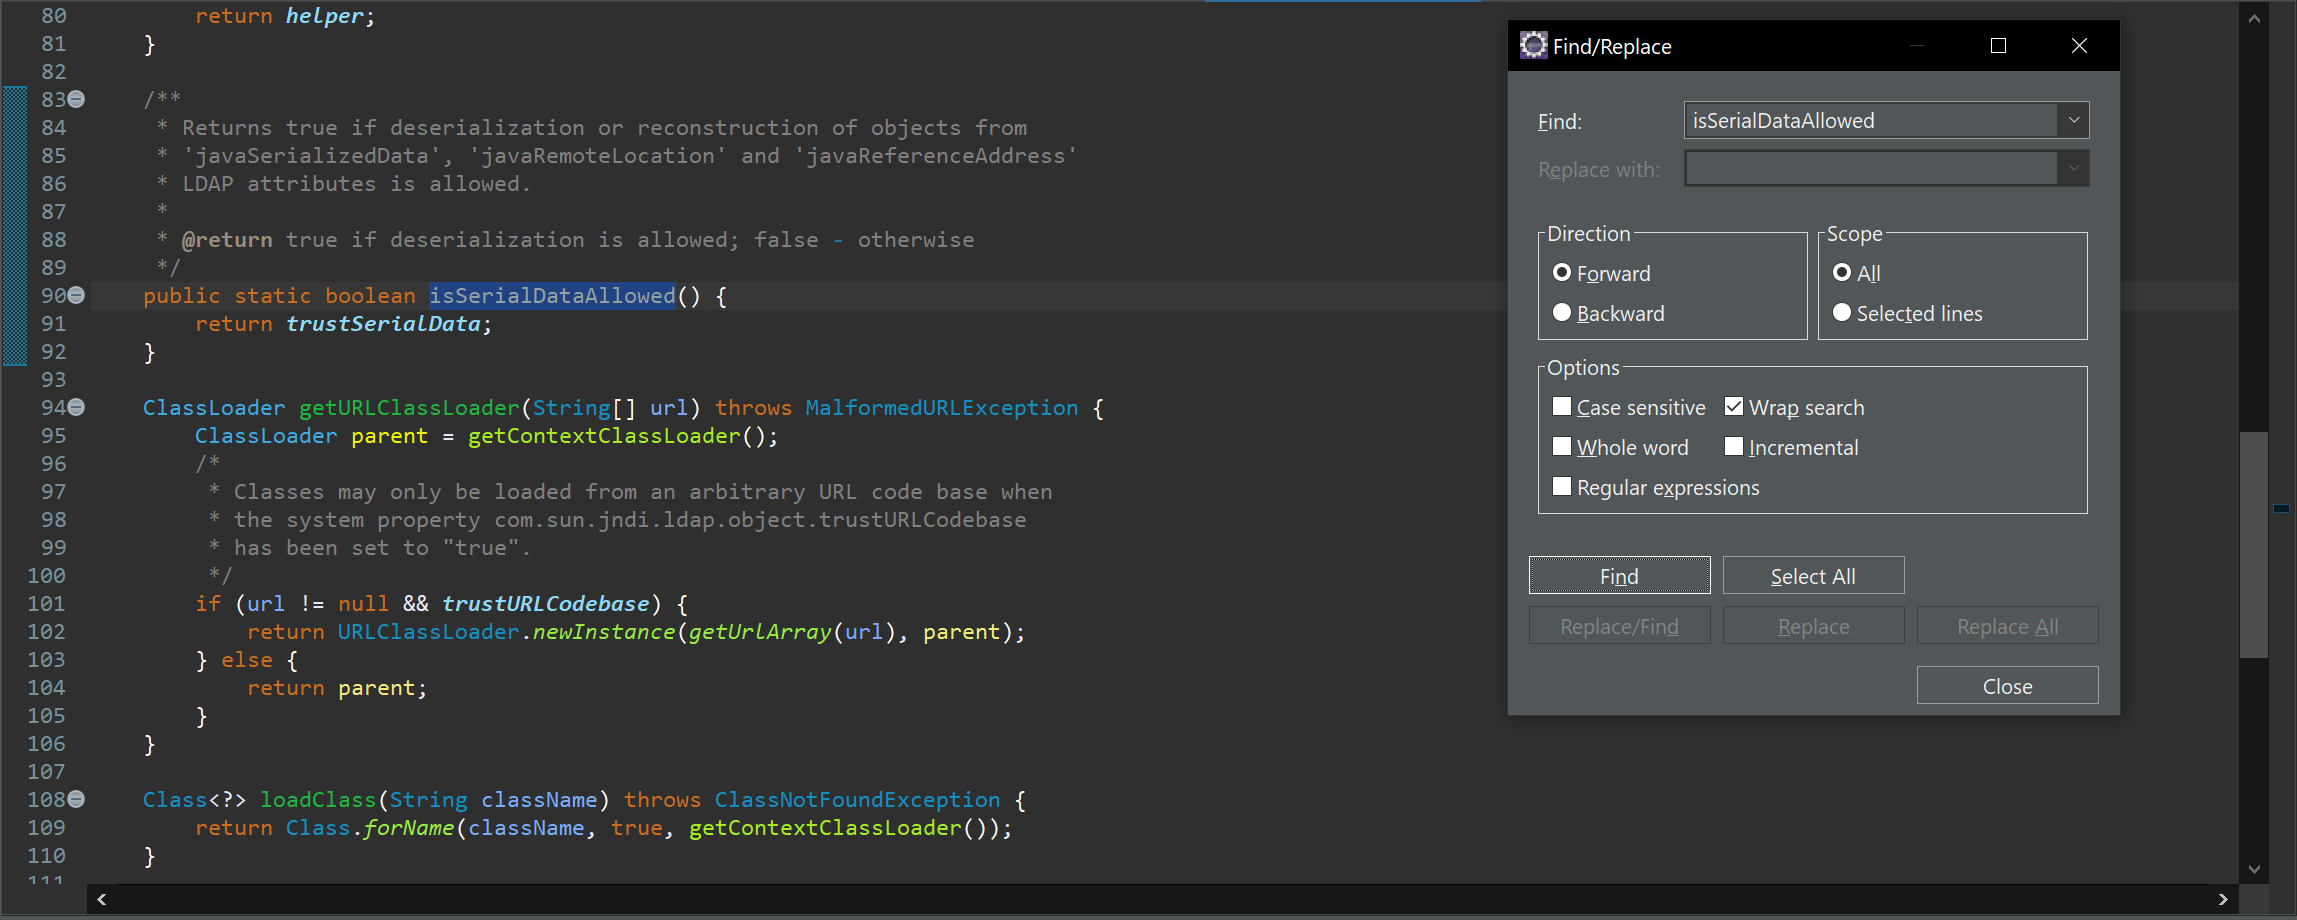 80 return helper;
81 }
82
83 /**
84 * Returns true if deserialization or reconstruction of objects from
85 * 'javaSerializedData', 'javaRemoteLocation' and 'javaReferenceAddress'
86 * LDAP attributes is allowed.
87 *
88 * @return true if deserialization is allowed; false - otherwise
89 */
90 public static boolean isSerialDataAllowed() {
91 return trustSerialData;
92 }
93
94 ClassLoader getURLClassLoader(String[] url) throws MalformedURLException {
95 ClassLoader parent = getContextClassLoader();
96 /*
97 * Classes may only be loaded from an arbitrary URL code base when
98 * the system property com.sun.jndi.ldap.object.trustURLCodebase
99 * has been set to "true".
100 */
101 if (url != null && trustURLCodebase) {
102 return URLClassLoader.newInstance(getUrlArray(url), parent);
103 } else {
104 return parent;
105 }
106 }
107
108 Class<?> loadClass(String className) throws ClassNotFoundException {
109 return Class.forName(className, true, getContextClassLoader());
110 }
111
Find/Replace
Find: isSerialDataAllowed
Replace with:
Direction
Forward
Backward
Scope
All
Selected lines
Options
Case sensitive Wrap search
Whole word Incremental
Regular expressions
Find Select All
Replace/Find Replace Replace All
Close